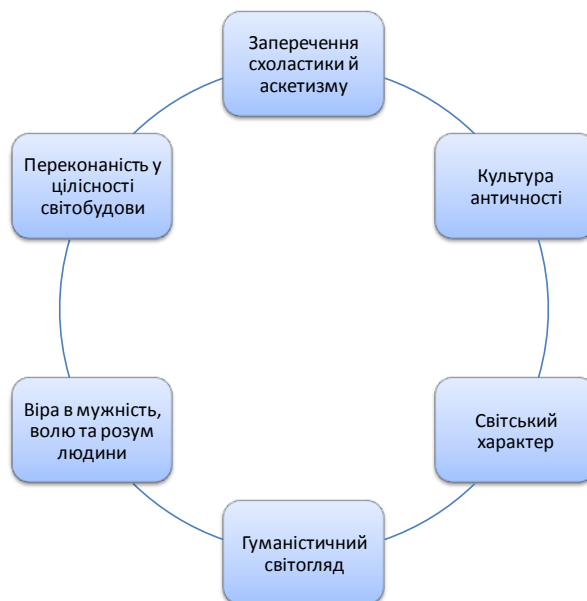 Заперечення
схоластики й
аскетизму
Культура
античності
Світський
характер
Гуманістичний
світогляд
Віра в мужність,
волю та розум
людини
Переконаність у
цілісності
світобудови